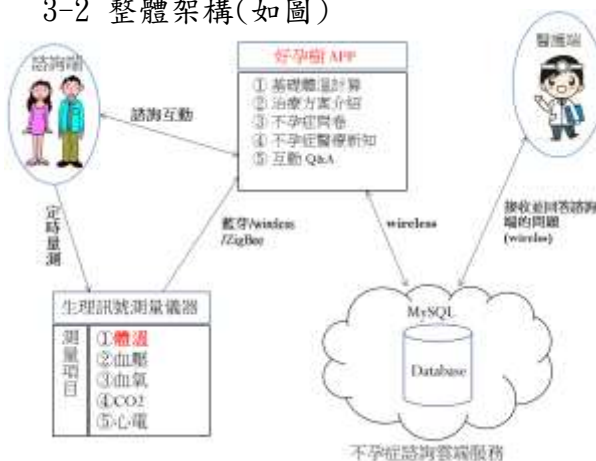 3-2 整體架構(如圖)
諮詢端
好孕樹 APP
① 基礎體溫計算
② 治療方案介紹
③ 不孕症問卷
④ 不孕症醫療新知
⑤ 互動 Q&A
醫護端
諮詢互動
定時量測
藍芽/wireless
/ZigBee
wireless
接收並回答諮詢
端的問題
(wireless)
生理訊號測量儀器
測量項目
①體溫
②血壓
③血氧
④CO2
⑤心電
MySQL
Database
不孕症諮詢雲端服務